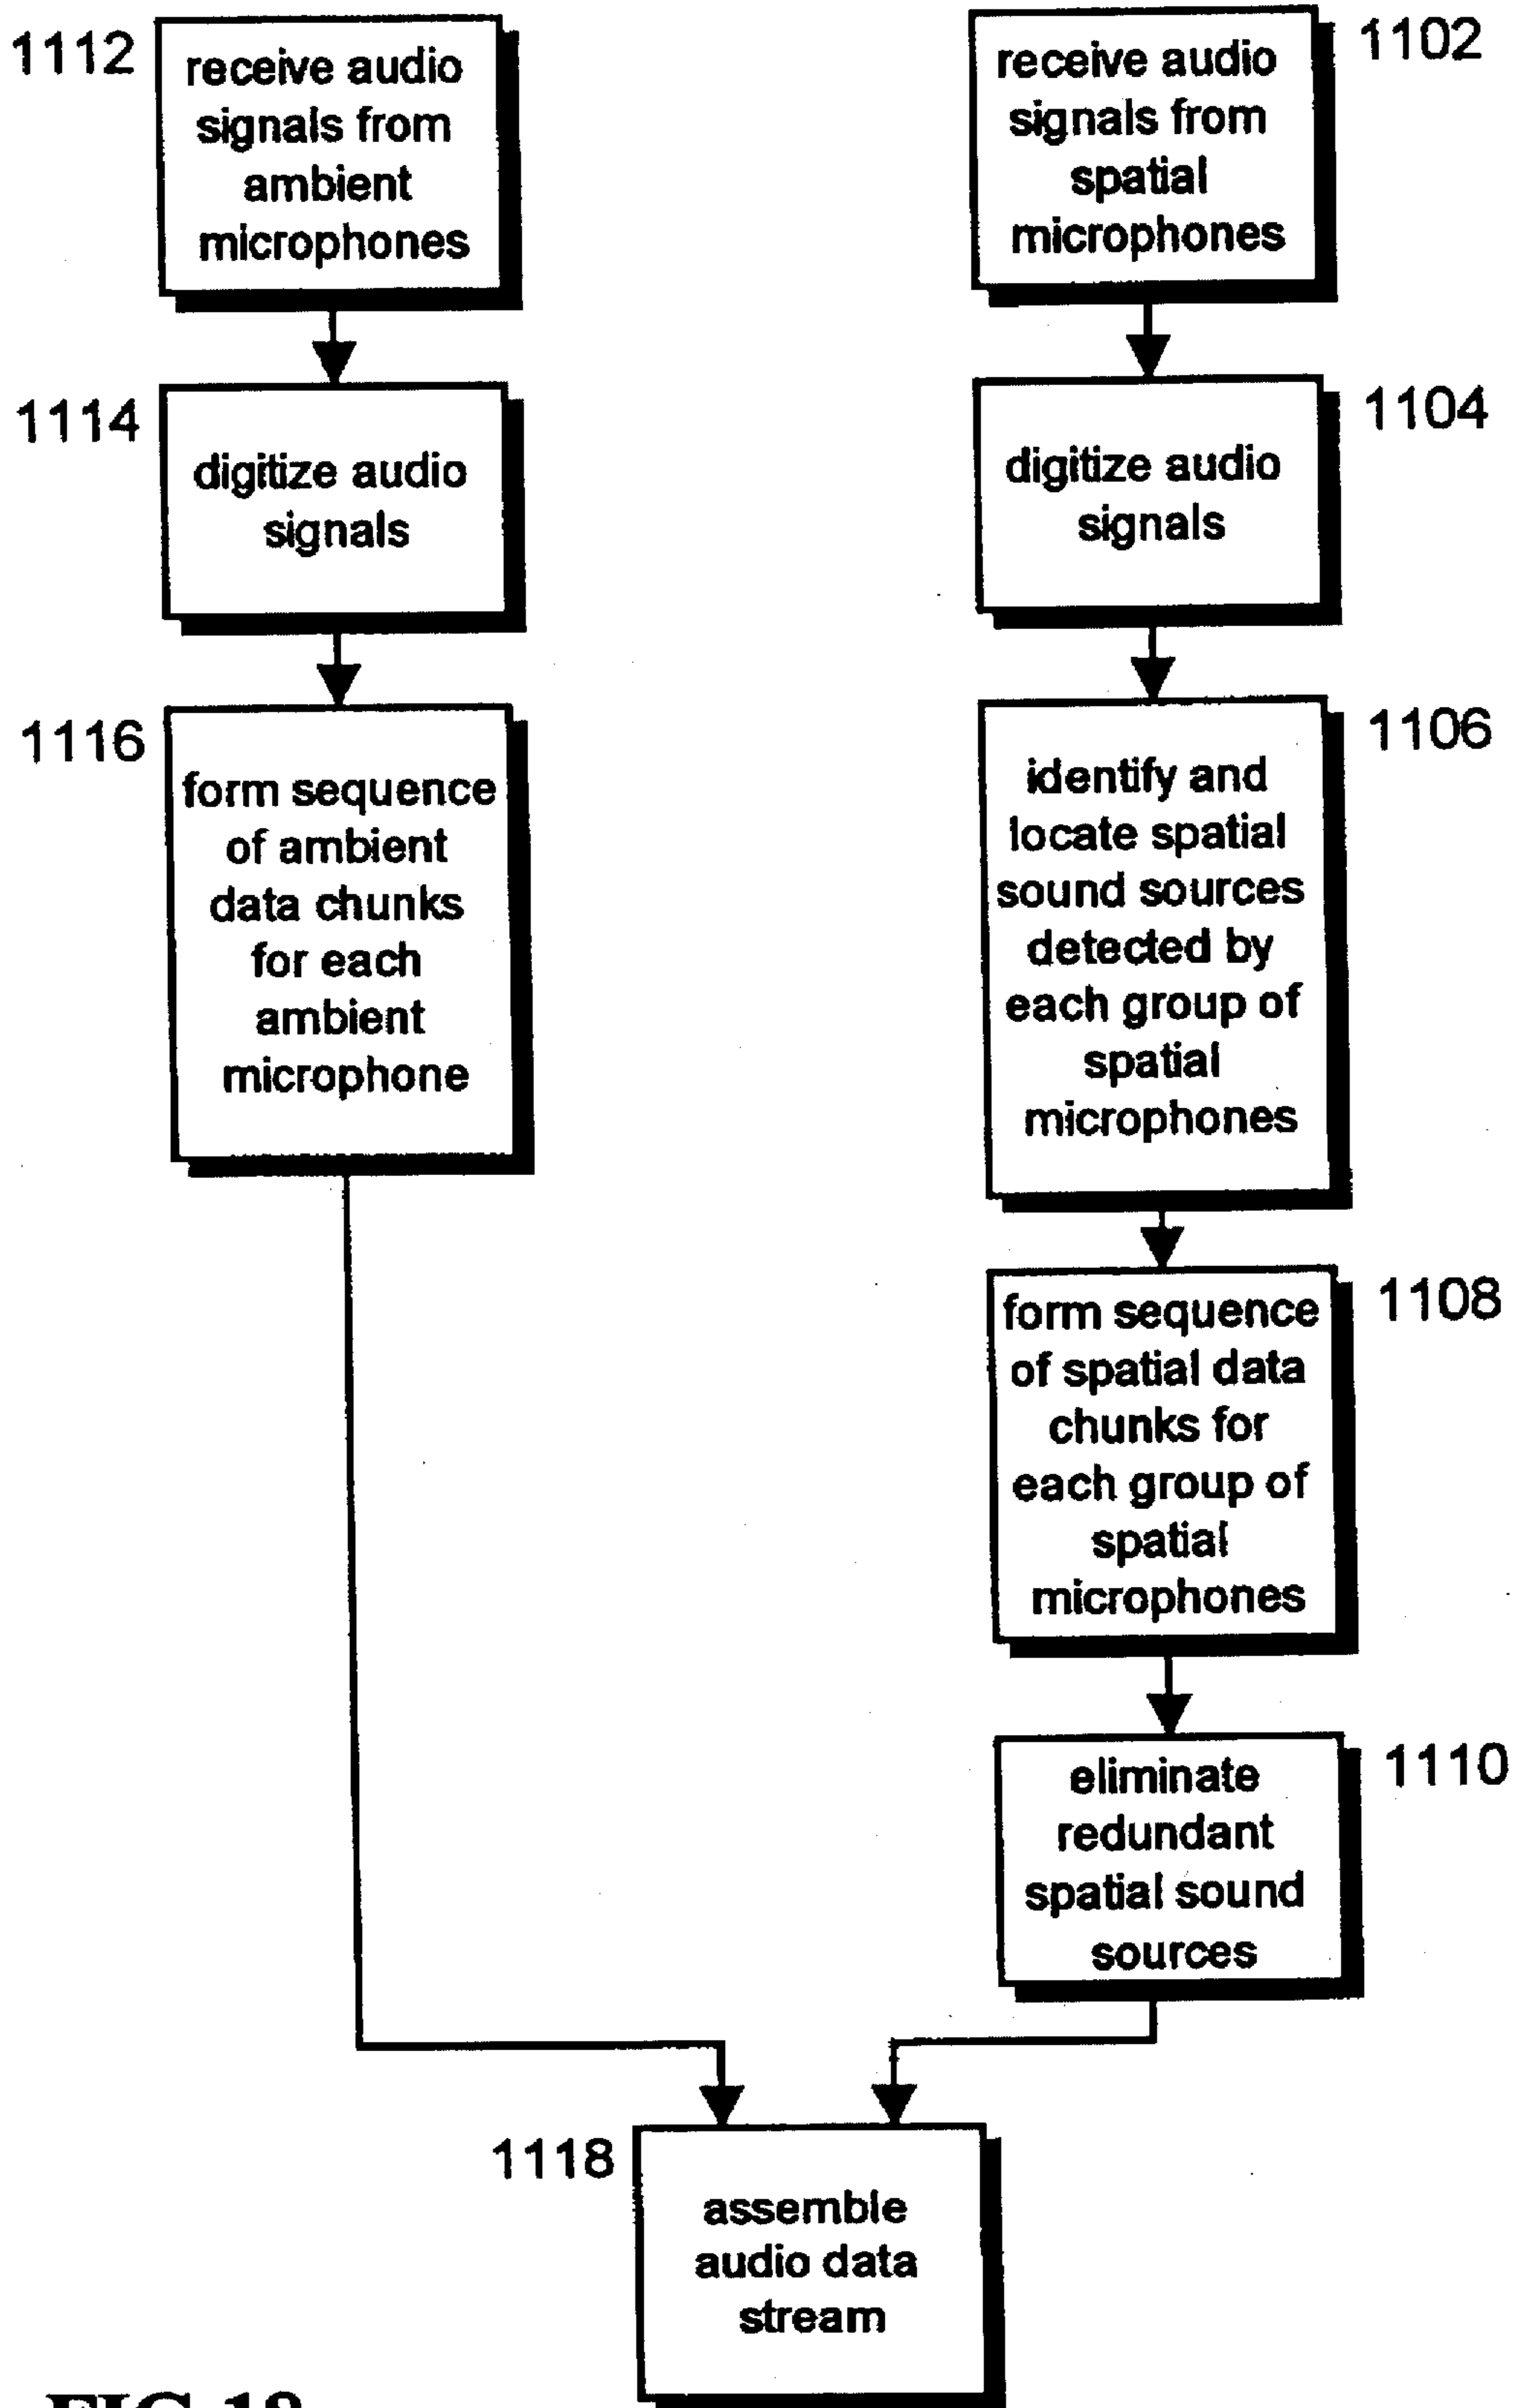 1112
receive audio
signals from
ambient
microphones
1102
receive audio
signals from
spatial
microphones
1114
digitize audio
signals
1104
digitize audio
signals
1116
form sequence
of ambient
data chunks
for each
ambient
microphone
1106
identify and
locate spatial
sound sources
detected by
each group of
spatial
microphones
1108
form sequence
of spatial data
chunks for
each group of
spatial
microphones
1110
eliminate
redundant
spatial sound
sources
1118
assemble
audio data
stream